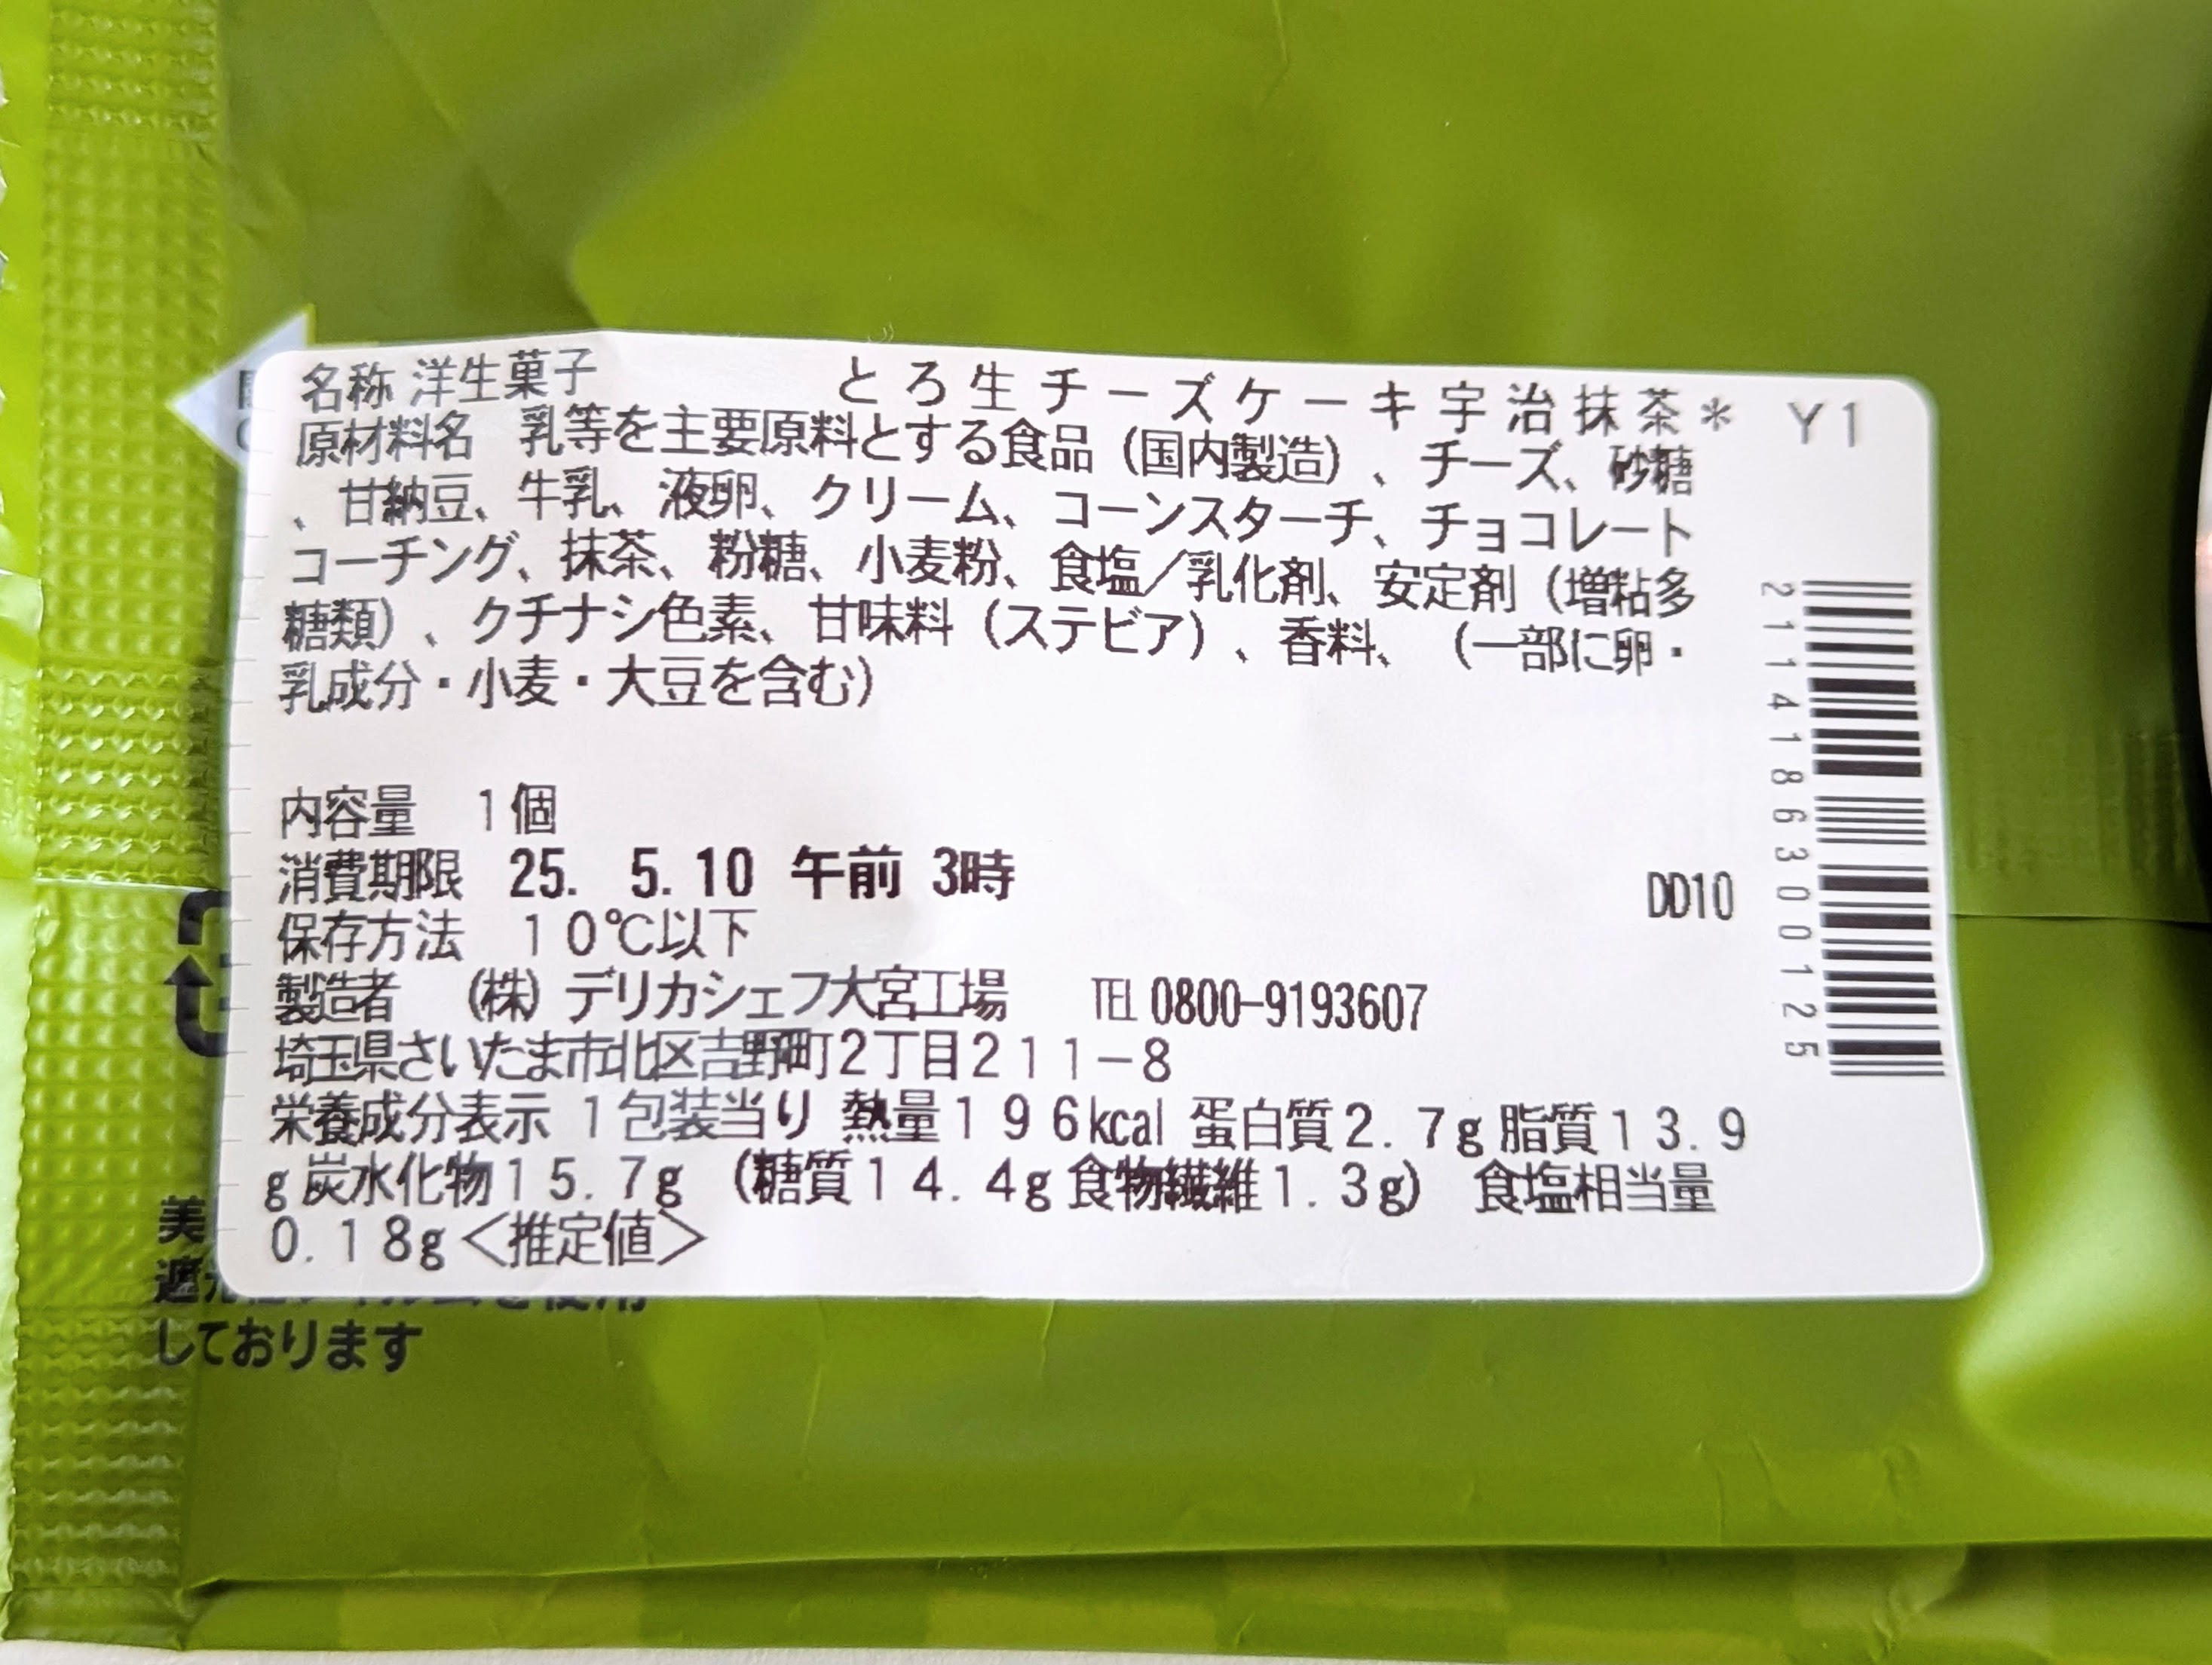 名称 洋生菓子 とろ生チーズケーキ宇治抹茶* Y1
原材料名 乳等を主要原料とする食品(国内製造)、チーズ、砂糖
、甘納豆、牛乳、液卵、クリーム、コーンスターチ、チョコレート
コーチング、抹茶、粉糖、小麦粉、食塩/乳化剤、安定剤(増粘多
糖類)、クチナシ色素、甘味料(ステビア)、香料、(一部に卵・
乳成分・小麦・大豆を含む)
内容量 1個
消費期限 25. 5.10 午前 3時
DD10
保存方法 10℃以下
製造者 (株)デリカシェフ大宮工場 TEL 0800-9193607
埼玉県さいたま市北区吉野町2丁目211-8
栄養成分表示 1包装当り 熱量196kcal 蛋白質2.7g 脂質13.9
g 炭水化物15.7g (糖質14.4g 食物繊維1.3g) 食塩相当量
0.18g<推定値>
2114186300125
美
しております